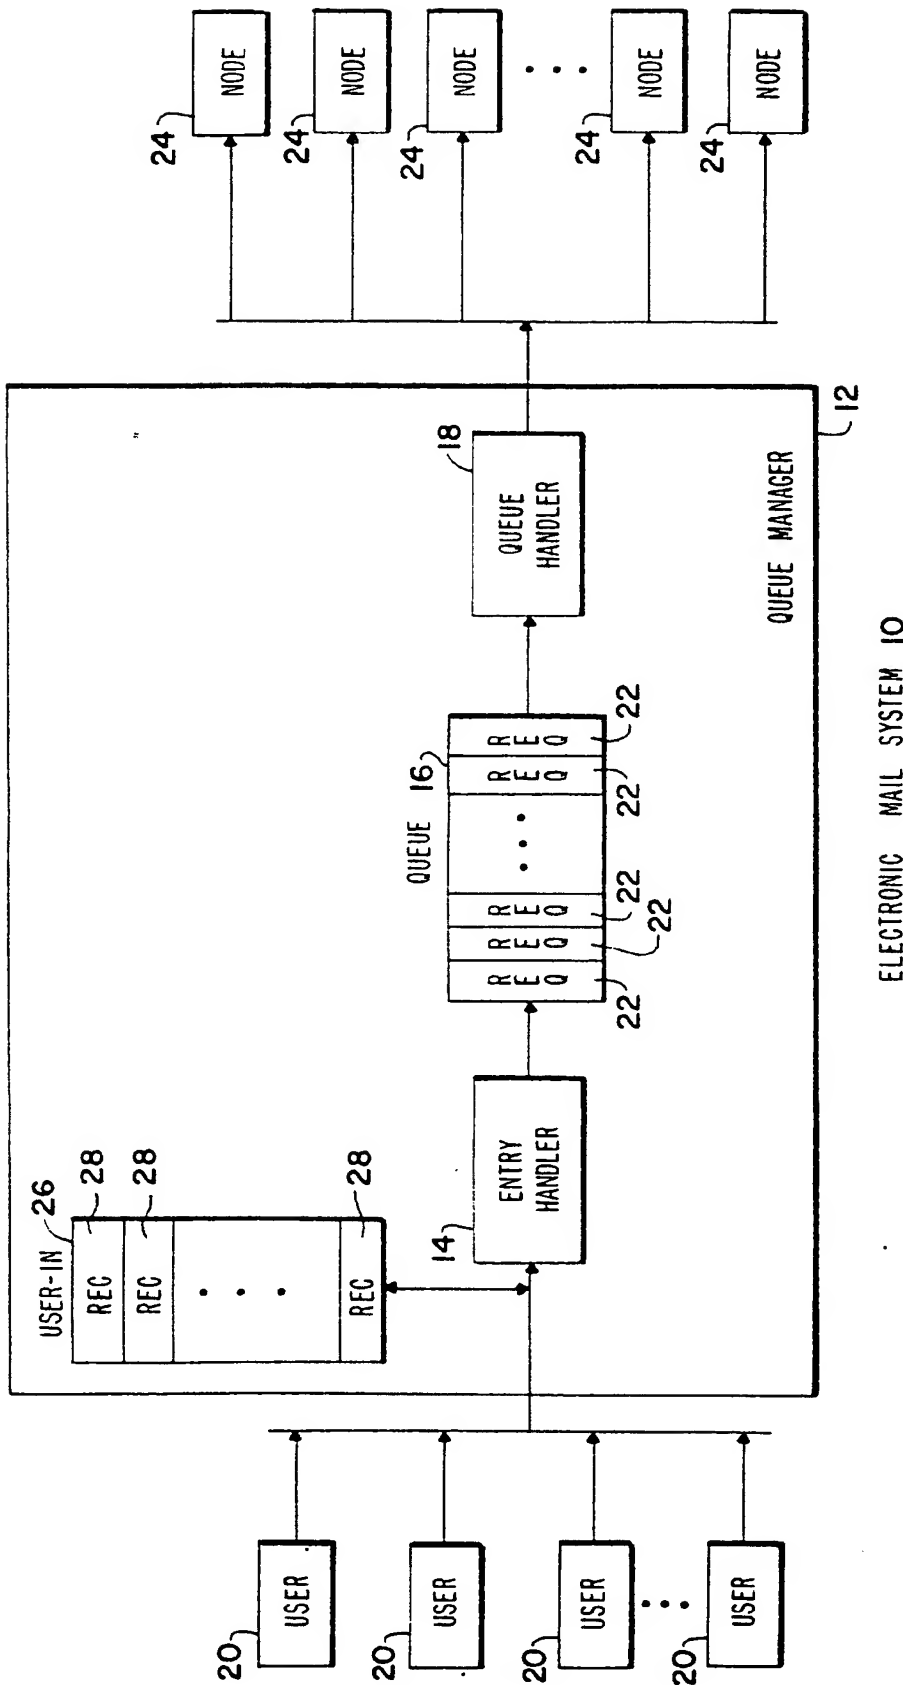 20
USER
20
USER
20
USER
20
USER
USER-IN
26
REC
28
REC
28
REC
28
14
ENTRY
HANDLER
QUEUE
16
REQ
22
REQ
22
REQ
22
REQ
22
REQ
22
18
QUEUE
HANDLER
24
NODE
24
NODE
24
NODE
24
NODE
24
NODE
QUEUE MANAGER
12
ELECTRONIC MAIL SYSTEM 10